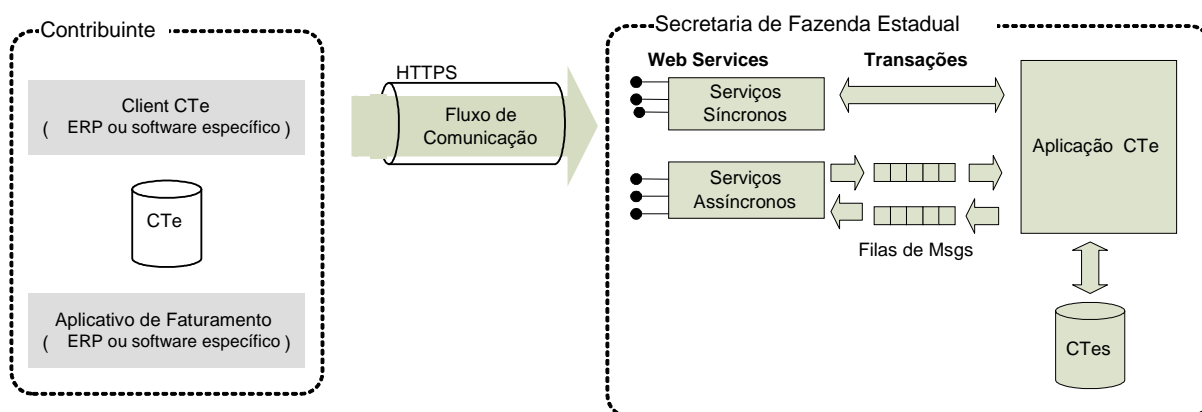 Contribuinte
Client CTe
( ERP ou software específico )
CTe
Aplicativo de Faturamento
( ERP ou software específico )
HTTPS
Fluxo de
Comunicação
Secretaria de Fazenda Estadual
Web Services
Transações
Serviços
Síncronos
Serviços
Assíncronos
Filas de Msgs
Aplicação CTe
CTes